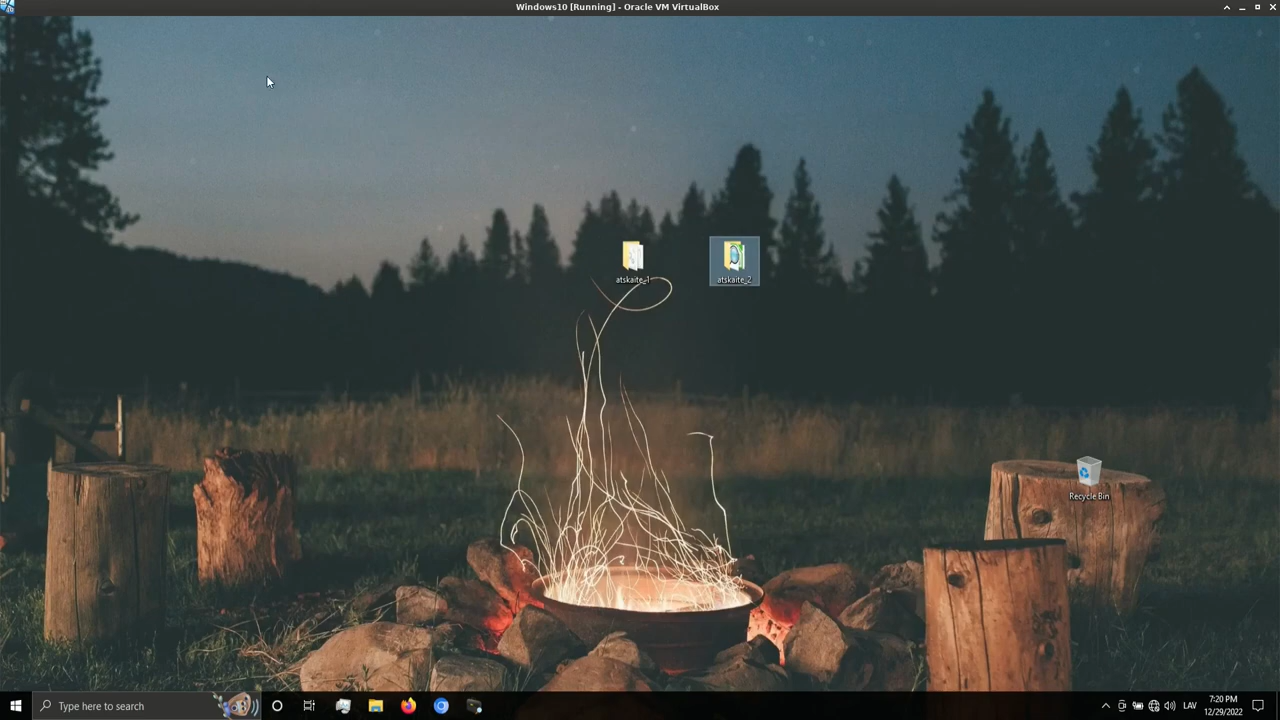 Windows10 [Running] - Oracle VM VirtualBox
atskaite_1
atskaite_2
Recycle Bin
Type here to search
LAV
7:20 PM
12/29/2022